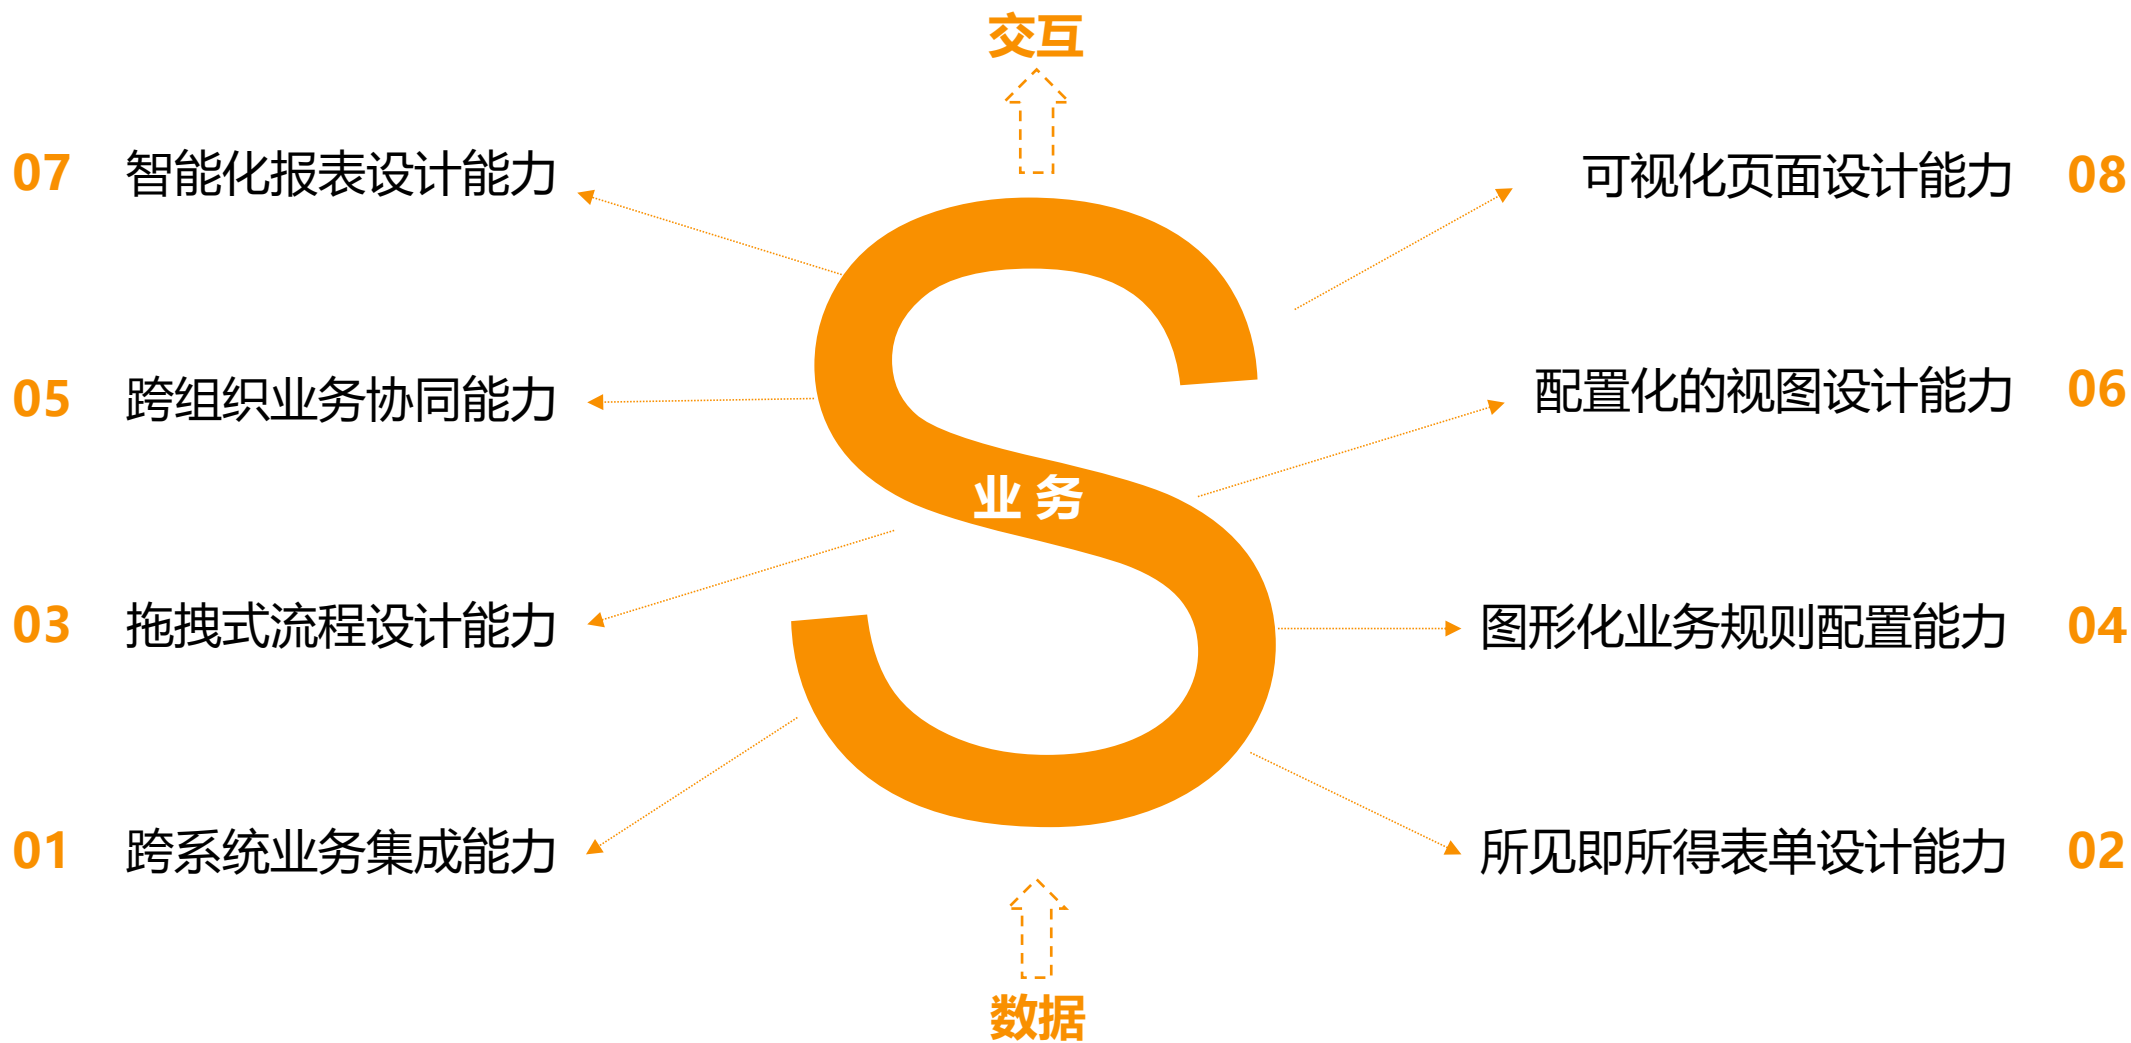 交互
07 智能化报表设计能力
可视化页面设计能力 08
05 跨组织业务协同能力
配置化的视图设计能力 06
S
业务
03 拖拽式流程设计能力
图形化业务规则配置能力 04
01 跨系统业务集成能力
所见即所得表单设计能力 02
数据